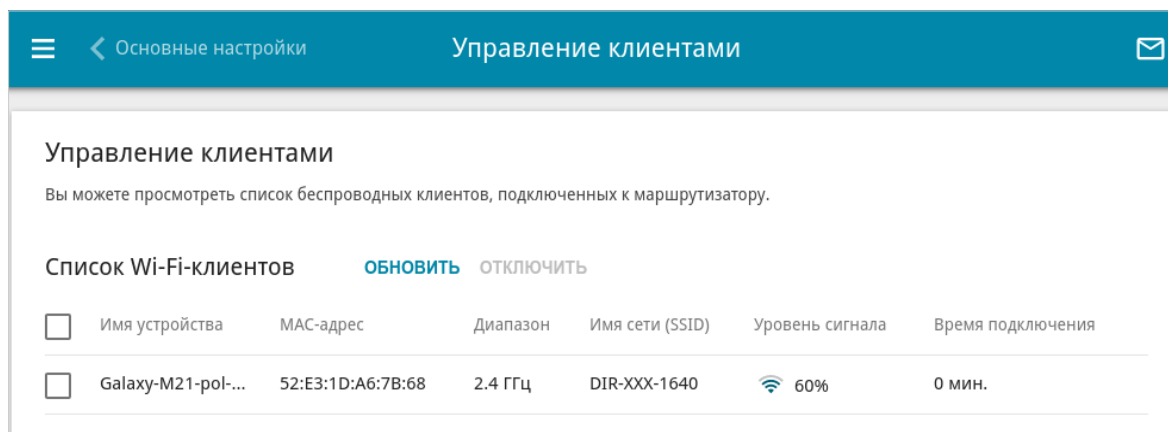 Основные настройки Управление клиентами
Управление клиентами
Вы можете просмотреть список беспроводных клиентов, подключенных к маршрутизатору.
Список Wi-Fi-клиентов ОБНОВИТЬ ОТКЛЮЧИТЬ
Имя устройства MAC-адрес Диапазон Имя сети (SSID) Уровень сигнала Время подключения
Galaxy-M21-pol-... 52:E3:1D:A6:7B:68 2.4 ГГц DIR-XXX-1640 60% 0 мин.